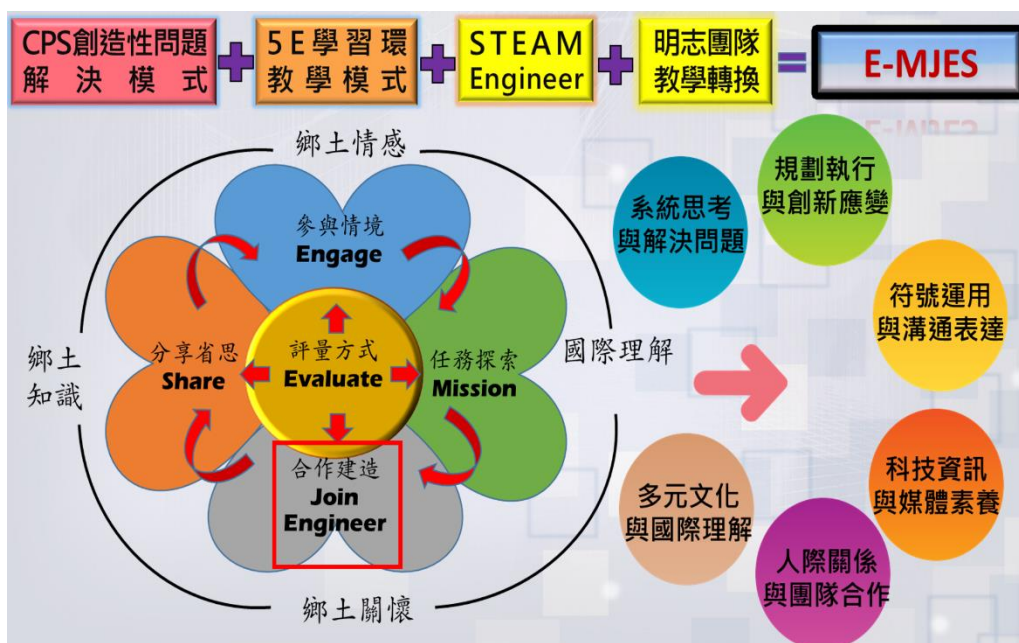 CPS創造性問題
解決模式
+
5E學習環
教學模式
+
STEAM
Engineer
+
明志團隊
教學轉換
=
E-MJES
鄉土情感
參與情境
Engage
鄉土
知識
分享省思
Share
評量方式
Evaluate
任務探索
Mission
國際理解
合作建造
Join
Engineer
鄉土關懷
系統思考
與解決問題
規劃執行
與創新應變
符號運用
與溝通表達
科技資訊
與媒體素養
人際關係
與團隊合作
多元文化
與國際理解